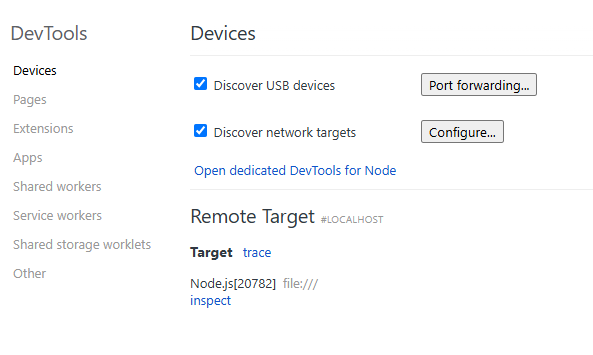 DevTools
Devices
Pages
Extensions
Apps
Shared workers
Service workers
Shared storage worklets
Other
Devices
Discover USB devices
Port forwarding...
Discover network targets
Configure...
Open dedicated DevTools for Node
Remote Target #LOCALHOST
Target trace
Node.js[20782] file:///
inspect